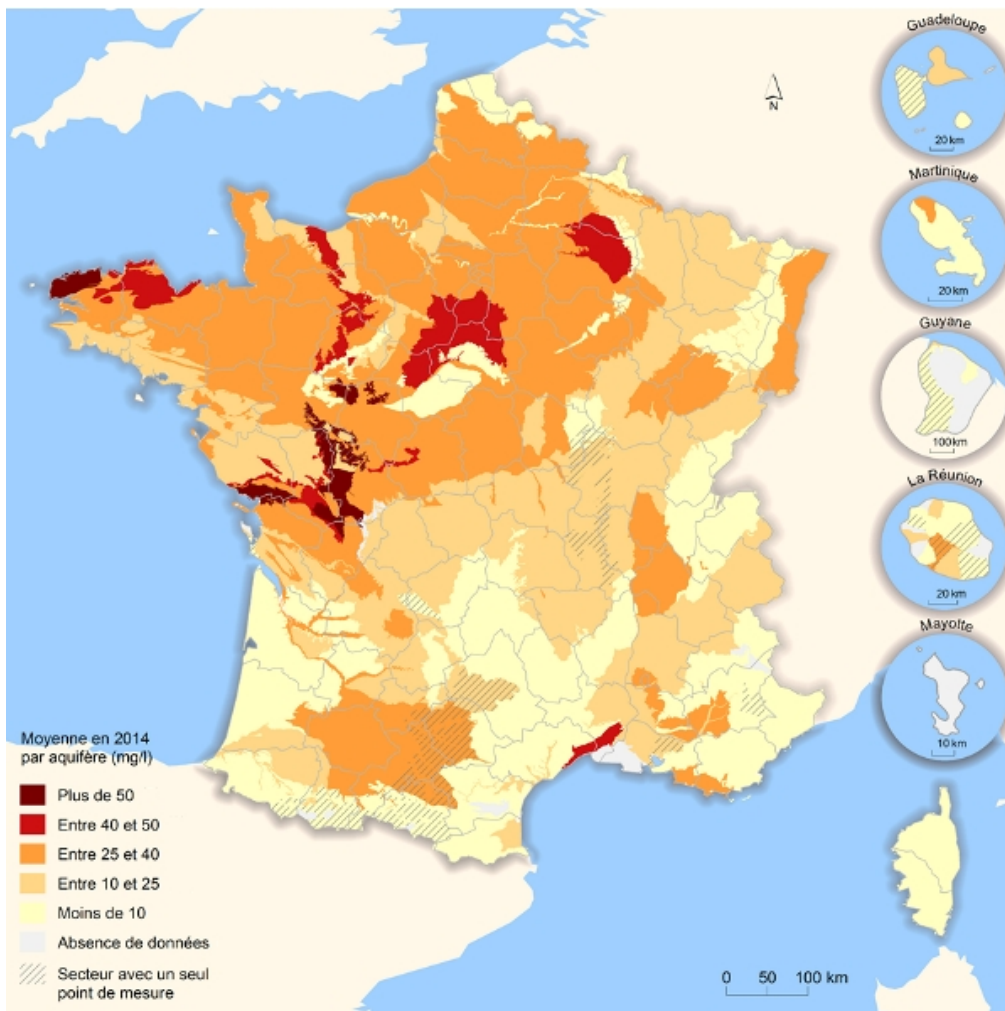 Guadeloupe
20 km
Martinique
20 km
Guyane
100 km
La Réunion
20 km
Mayotte
10 km
N
Moyenne en 2014
par aquifère (mg/l)
Plus de 50
Entre 40 et 50
Entre 25 et 40
Entre 10 et 25
Moins de 10
Absence de données
Secteur avec un seul
point de mesure
0 50 100 km